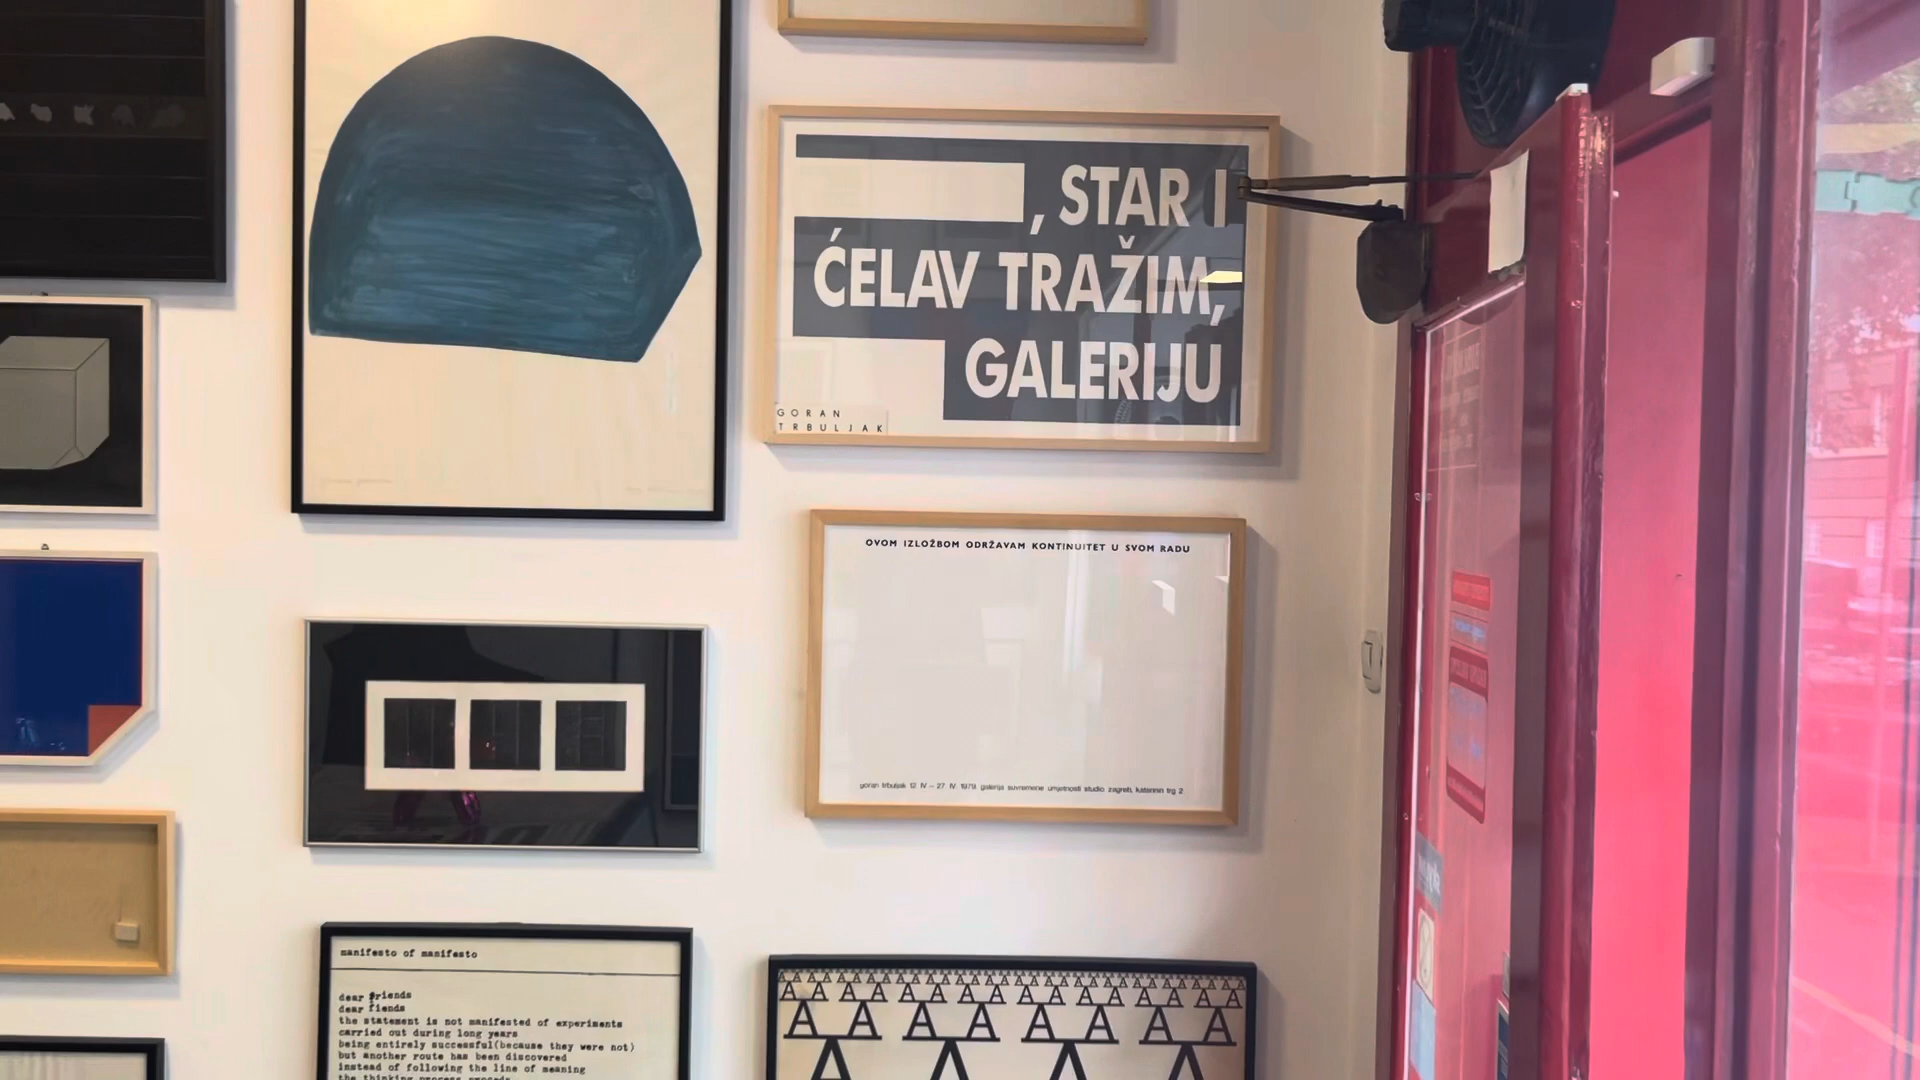 , STAR I
ĆELAV TRAŽIM,
GALERIJU
GORAN
TRBULJAK
OVOM IZLOŽBOM ODRŽAVAM KONTINUITET U SVOM RADU
goran trbuljak 12 IV – 27 IV 1979. galerija suvremene umjetnosti studio zagreb, katarinin trg 2
manifesto of manifesto
dear friends
dear fiends
the statement is not manifested of experiments
carried out during long years
being entirely successful(because they were not)
but another route has been discovered
instead of following the line of meaning
the thinking process
A A A A A A A A
A A A A